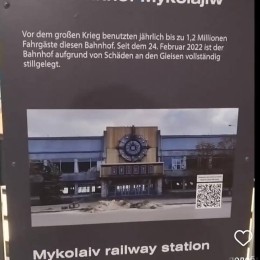 Mykolajiw
Vor dem großen Krieg benutzten jährlich bis zu 1,2 Millionen
Fahrgäste diesen Bahnhof. Seit dem 24. Februar 2022 ist der
Bahnhof aufgrund von Schäden an den Gleisen vollständig
stillgelegt.
Mykolaiv railway station